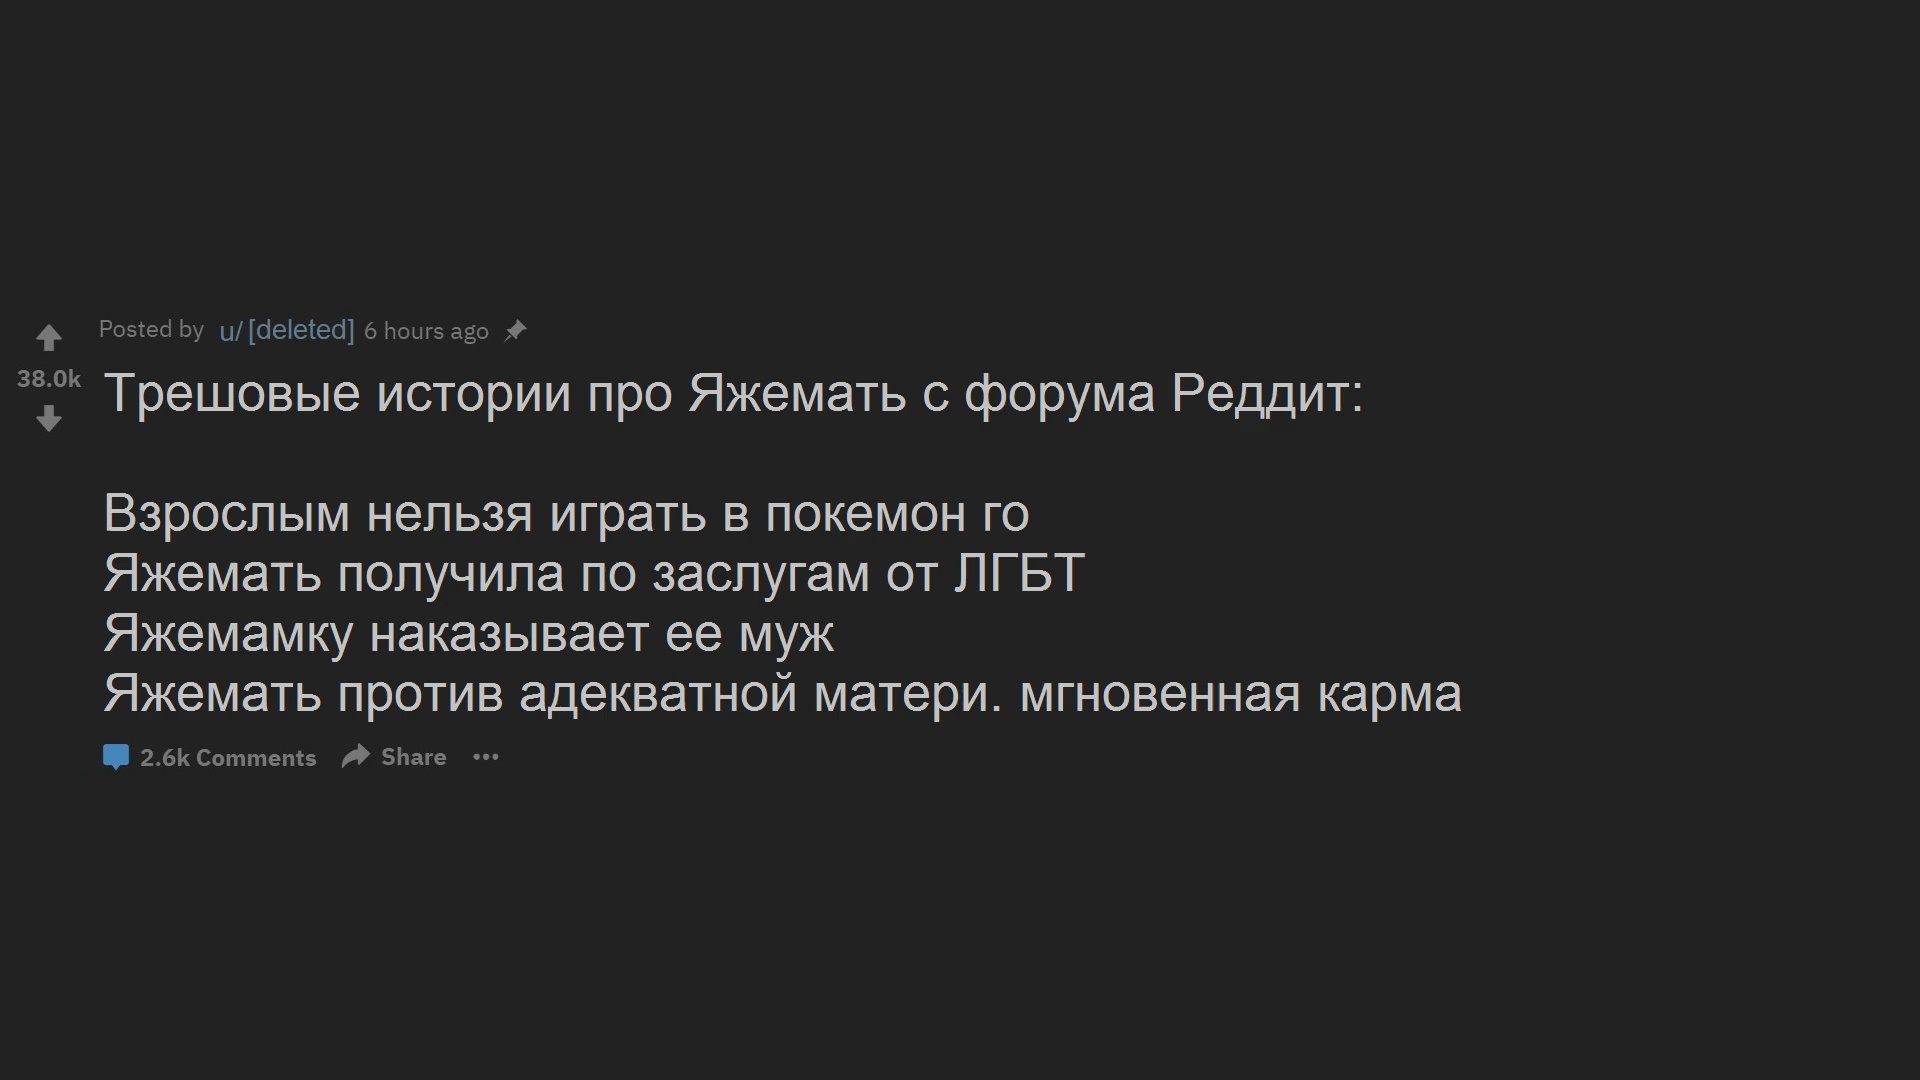 Posted by u/[deleted] 6 hours ago
38.0k
Трешовые истории про Яжемать с форума Реддит:
Взрослым нельзя играть в покемон го
Яжемать получила по заслугам от ЛГБТ
Яжемамку наказывает ее муж
Яжемать против адекватной матери. мгновенная карма
2.6k Comments Share